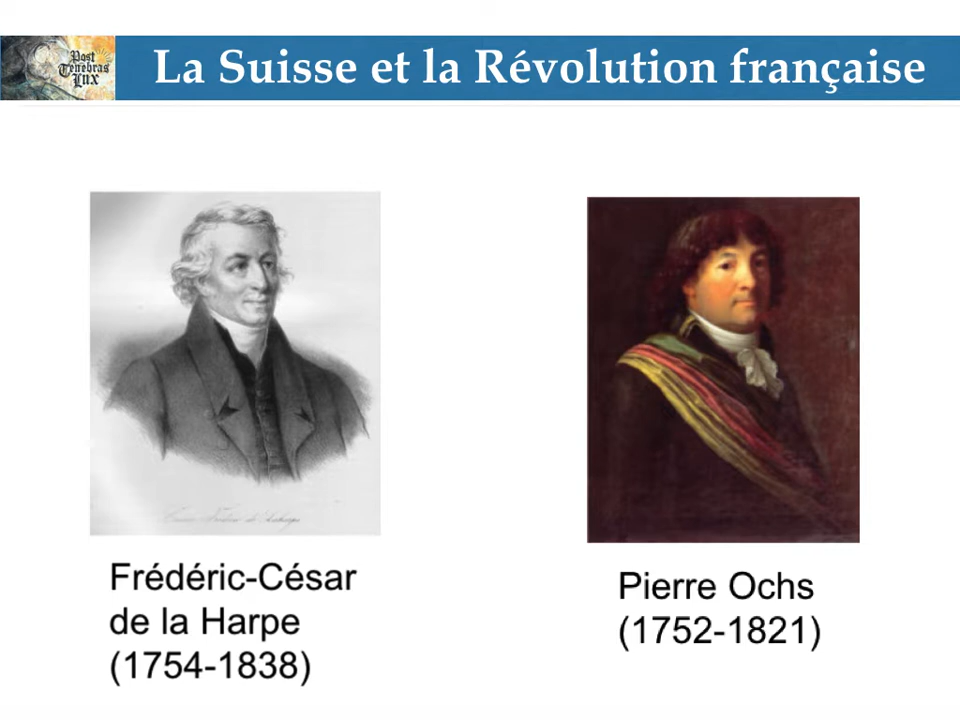 Post
Tenebras
Lux
La Suisse et la Révolution française
Frédéric-César
de la Harpe
(1754-1838)
Pierre Ochs
(1752-1821)